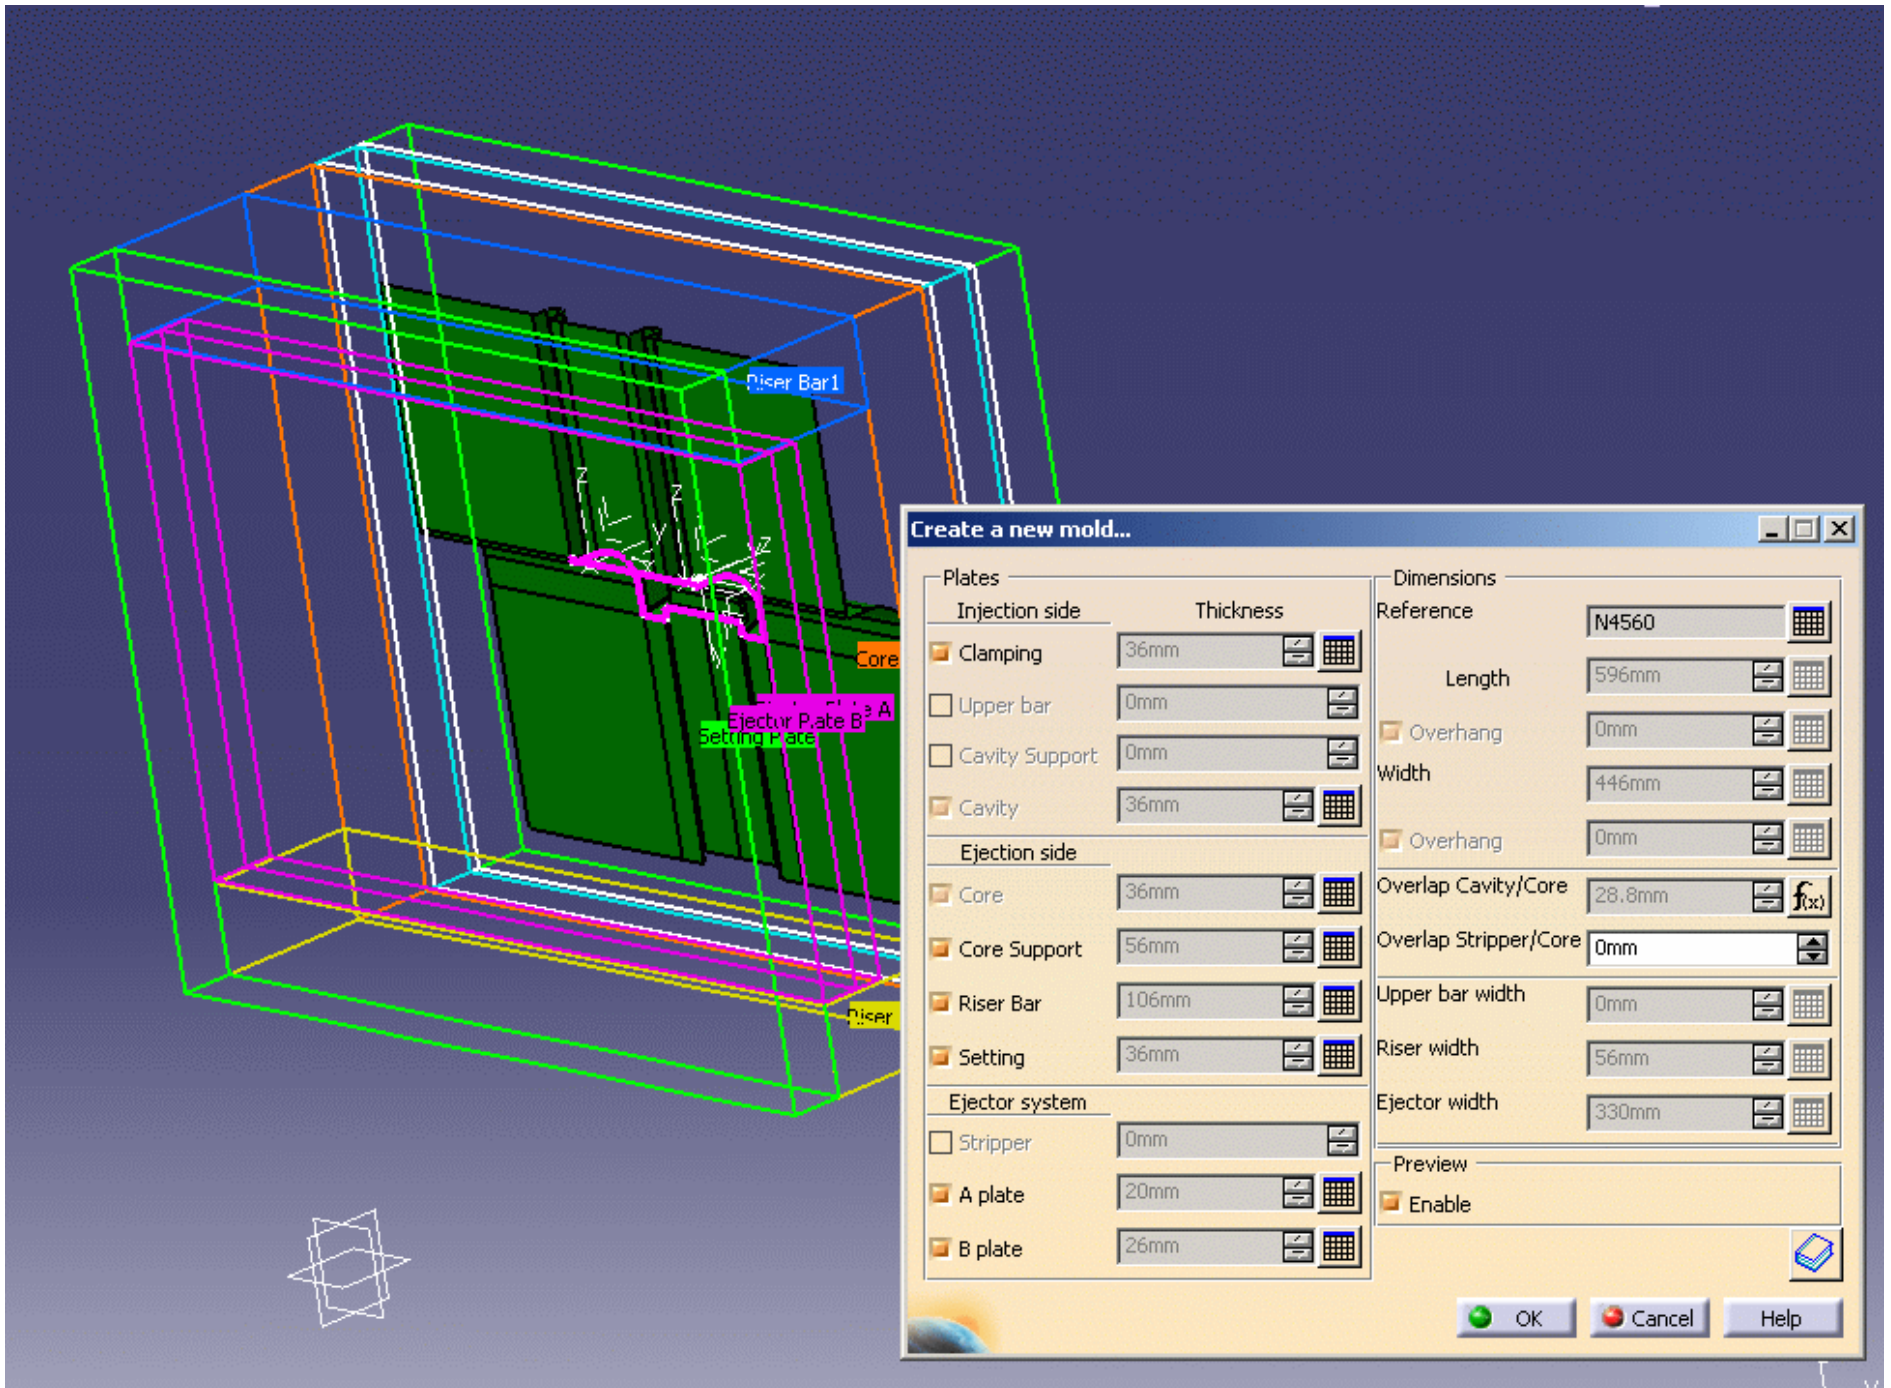 Riser Bar1
Z
Z
Y
Z
Core
Plate A
Ejector Plate B
Setting Plate
Riser
Create a new mold...
Plates
Injection side Thickness
Clamping 36mm
Upper bar 0mm
Cavity Support 0mm
Cavity 36mm
Ejection side
Core 36mm
Core Support 56mm
Riser Bar 106mm
Setting 36mm
Ejector system
Stripper 0mm
A plate 20mm
B plate 26mm
Dimensions
Reference N4560
Length 596mm
Overhang 0mm
Width 446mm
Overhang 0mm
Overlap Cavity/Core 28.8mm f(x)
Overlap Stripper/Core 0mm
Upper bar width 0mm
Riser width 56mm
Ejector width 330mm
Preview
Enable
OK Cancel Help